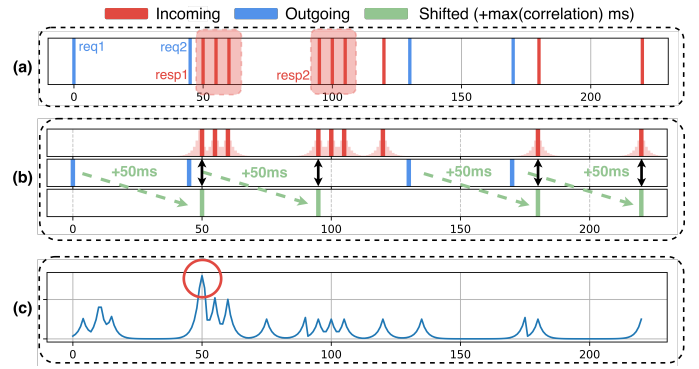 Incoming Outgoing Shifted (+max(correlation) ms)
(a) req1 req2
resp1 resp2
0 50 100 150 200
(b) +50ms +50ms +50ms +50ms
0 50 100 150 200
(c)
0 50 100 150 200